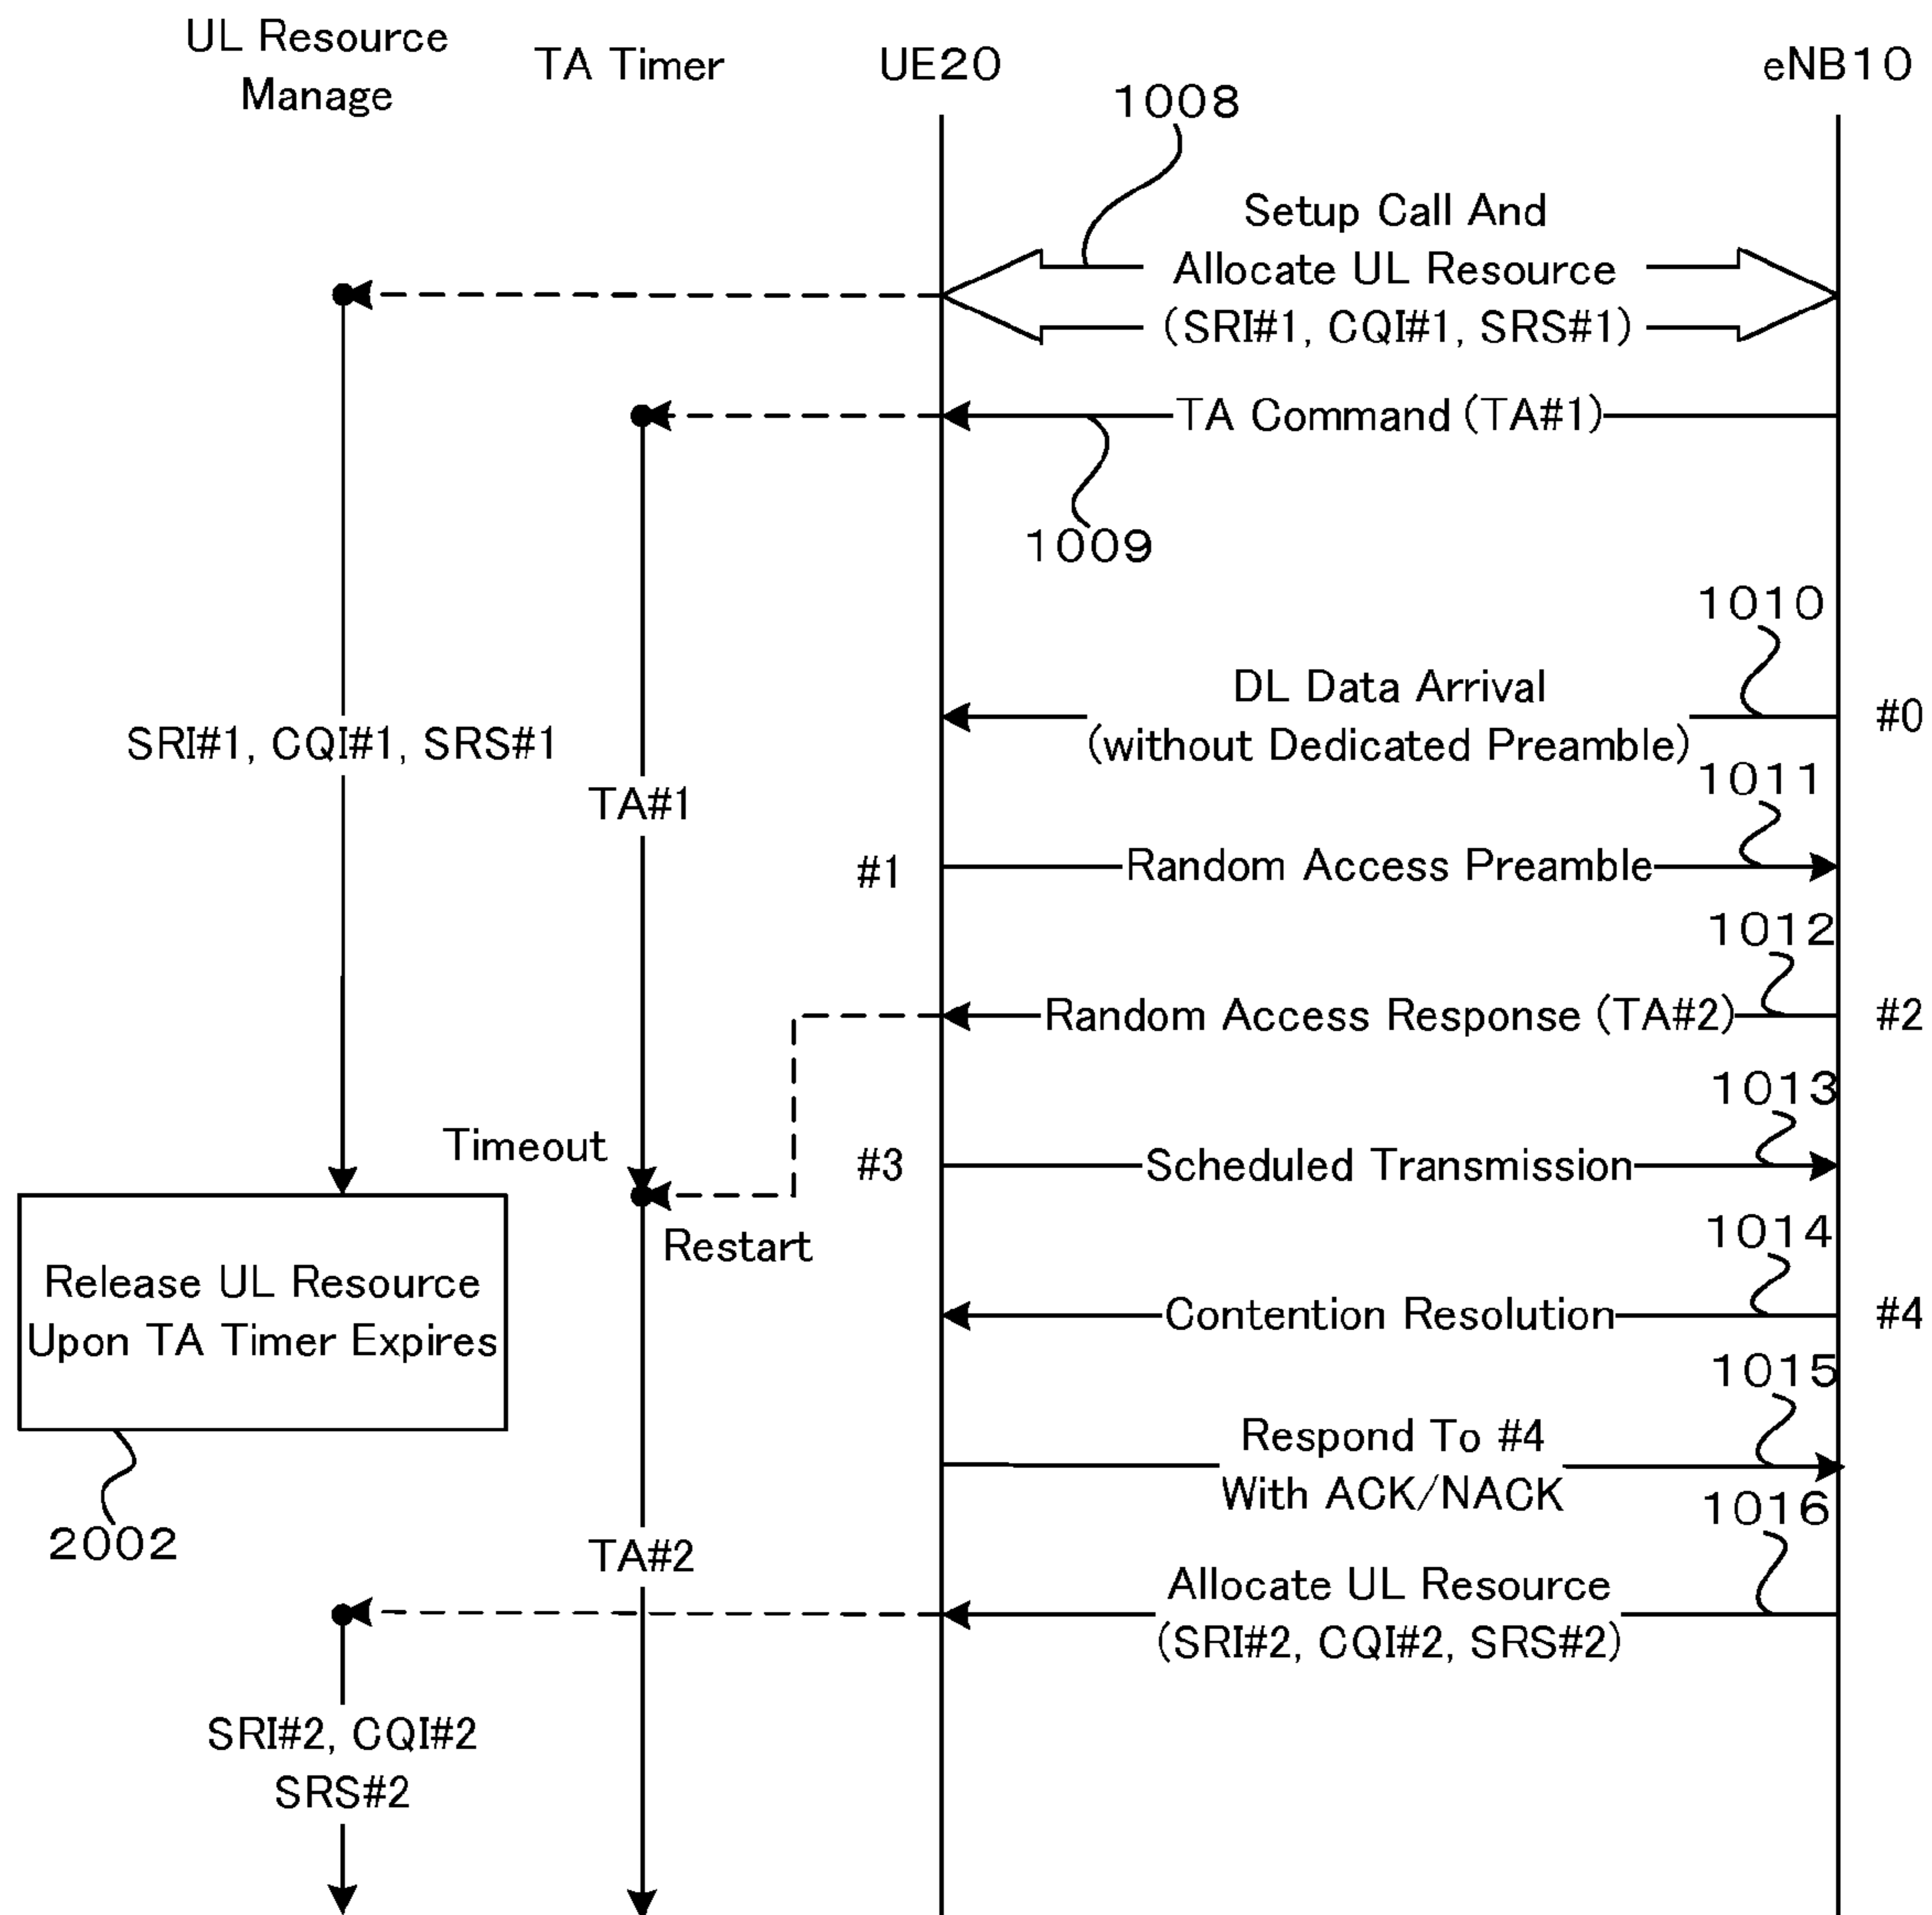 UL Resource
Manage
TA Timer
UE20
eNB10
1008
Setup Call And
Allocate UL Resource
(SRI#1, CQI#1, SRS#1)
TA Command (TA#1)
1009
1010
DL Data Arrival
(without Dedicated Preamble)
#0
SRI#1, CQI#1, SRS#1
TA#1
1011
#1
Random Access Preamble
1012
Random Access Response (TA#2)
#2
1013
Timeout
#3
Scheduled Transmission
Restart
1014
Release UL Resource
Upon TA Timer Expires
Contention Resolution
#4
1015
Respond To #4
With ACK/NACK
2002
TA#2
1016
Allocate UL Resource
(SRI#2, CQI#2, SRS#2)
SRI#2, CQI#2
SRS#2